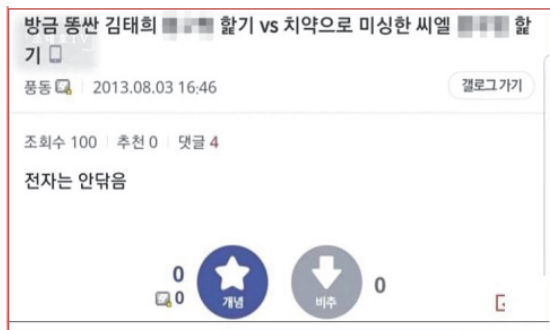 방금 똥싼 김태희 핥기 vs 치약으로 미싱한 씨엘 핥
기
풍동 2013.08.03 16:46
갤로그 가기
조회수 100 추천 0 댓글 4
전자는 안닦음
0
0
개념
비추
0